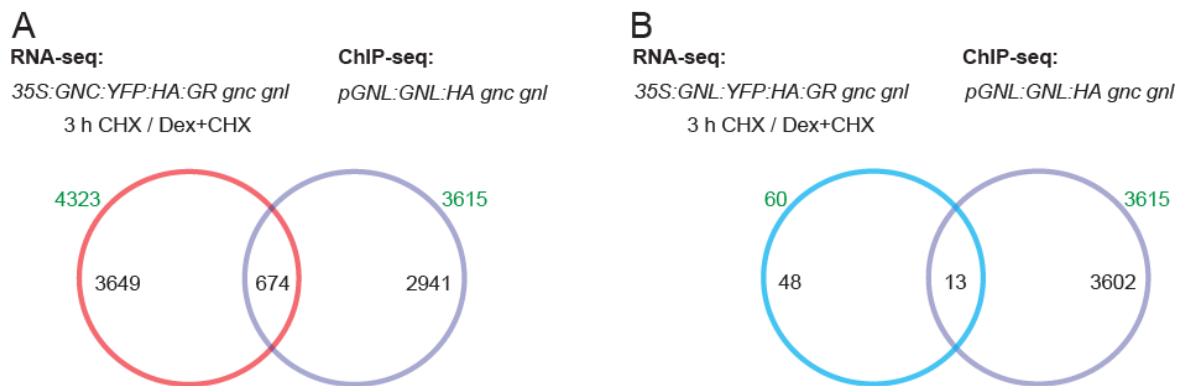 A
RNA-seq:
35S:GNC:YFP:HA:GR gnc gnl
3 h CHX / Dex+CHX
ChIP-seq:
pGNL:GNL:HA gnc gnl
4323
3615
3649
674
2941
B
RNA-seq:
35S:GNL:YFP:HA:GR gnc gnl
3 h CHX / Dex+CHX
ChIP-seq:
pGNL:GNL:HA gnc gnl
60
3615
48
13
3602